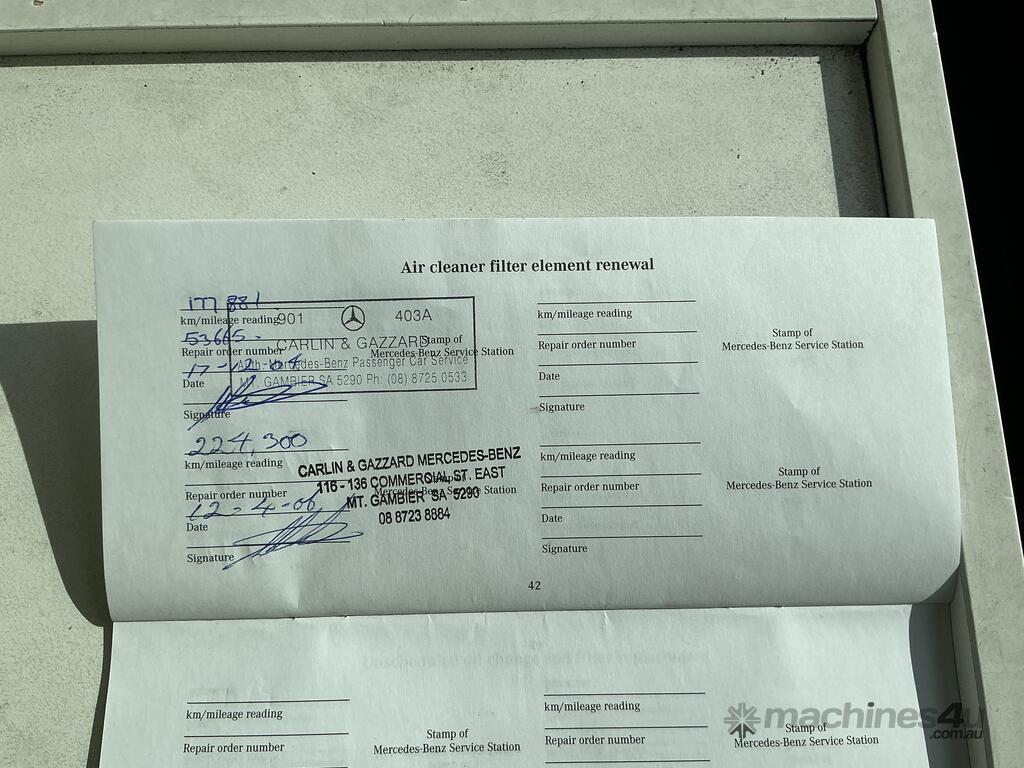 Air cleaner filter element renewal
177 881
km/mileage reading
901 403A
53665-
CARLIN & GAZZARD
Repair order number
Stamp of
Mercedes-Benz Service Station
Auth. Mercedes-Benz Passenger Car Service
17-12-04
MT. GAMBIER SA 5290 Ph: (08) 8725 0533
Date
Signature
224,300
km/mileage reading
CARLIN & GAZZARD MERCEDES-BENZ
116 - 136 COMMERCIAL ST. EAST
Repair order number
Stamp of
Mercedes-Benz Service Station
MT. GAMBIER SA 5290
12-4-06
08 8723 8884
Date
Signature
km/mileage reading
Repair order number
Stamp of
Mercedes-Benz Service Station
Date
Signature
km/mileage reading
Repair order number
Stamp of
Mercedes-Benz Service Station
Date
Signature
42
km/mileage reading
Repair order number
Stamp of
Mercedes-Benz Service Station
km/mileage reading
Repair order number
Stamp of
Mercedes-Benz Service Station
machines4u
.com.au